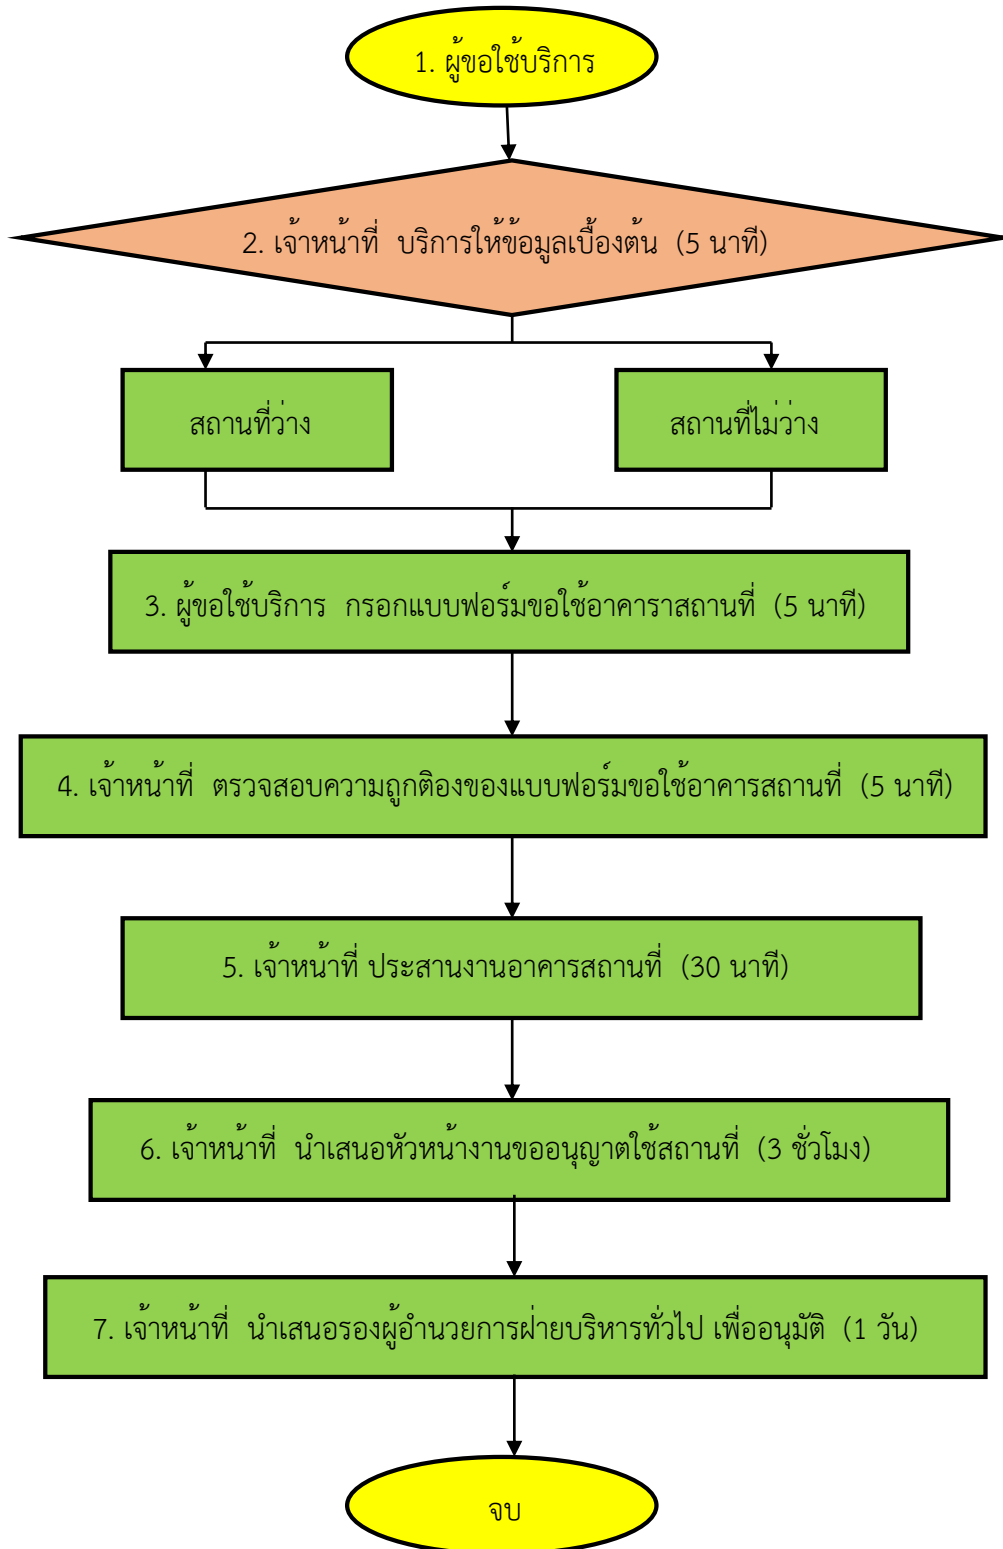 1. ผู้ขอใช้บริการ
2. เจ้าหน้าที่ บริการให้ข้อมูลเบื้องต้น (5 นาที)
สถานที่ว่าง
สถานที่ไม่ว่าง
3. ผู้ขอใช้บริการ กรอกแบบฟอร์มขอใช้อาคาราสถานที่ (5 นาที)
4. เจ้าหน้าที่ ตรวจสอบความถูกติองของแบบฟอร์มขอใช้อาคารสถานที่ (5 นาที)
5. เจ้าหน้าที่ ประสานงานอาคารสถานที่ (30 นาที)
6. เจ้าหน้าที่ นำเสนอหัวหน้างานขออนุญาตใช้สถานที่ (3 ชั่วโมง)
7. เจ้าหน้าที่ นำเสนอรองผู้อำนวยการฝ่ายบริหารทั่วไป เพื่ออนุมัติ (1 วัน)
จบ